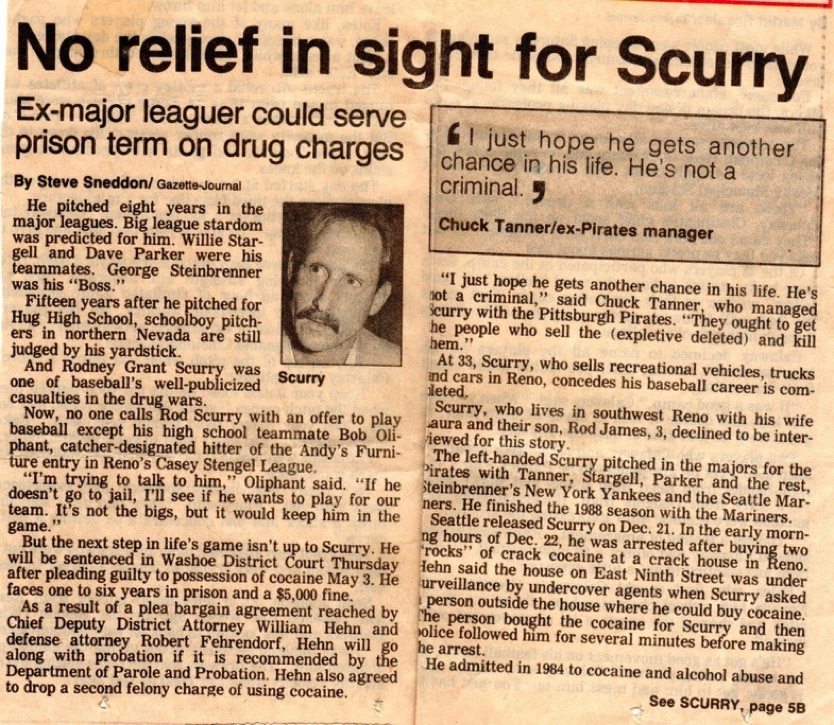 No relief in sight for Scurry
Ex-major leaguer could serve
prison term on drug charges
By Steve Sneddon/ Gazette-Journal
He pitched eight years in the
major leagues. Big league stardom
was predicted for him. Willie Star-
gell and Dave Parker were his
teammates. George Steinbrenner
was his "Boss."
Fifteen years after he pitched for
Hug High School, schoolboy pitch-
ers in northern Nevada are still
judged by his yardstick.
And Rodney Grant Scurry was
one of baseball's well-publicized
casualties in the drug wars.
Scurry
Now, no one calls Rod Scurry with an offer to play
baseball except his high school teammate Bob Oli-
phant, catcher-designated hitter of the Andy's Furni-
ture entry in Reno's Casey Stengel League.
"I'm trying to talk to him," Oliphant said. "If he
doesn't go to jail, I'll see if he wants to play for our
team. It's not the bigs, but it would keep him in the
game."
But the next step in life's game isn't up to Scurry. He
will be sentenced in Washoe District Court Thursday
after pleading guilty to possession of cocaine May 3. He
faces one to six years in prison and a $5,000 fine.
As a result of a plea bargain agreement reached by
Chief Deputy District Attorney William Hehn and
defense attorney Robert Fehrendorf, Hehn will go
along with probation if it is recommended by the
Department of Parole and Probation. Hehn also agreed
to drop a second felony charge of using cocaine.
❛ I just hope he gets another
chance in his life. He's not a
criminal. ❜
Chuck Tanner/ex-Pirates manager
"I just hope he gets another chance in his life. He's
ot a criminal," said Chuck Tanner, who managed
curry with the Pittsburgh Pirates. "They ought to get
he people who sell the (expletive deleted) and kill
hem."
At 33, Scurry, who sells recreational vehicles, trucks
nd cars in Reno, concedes his baseball career is com-
leted.
Scurry, who lives in southwest Reno with his wife
aura and their son, Rod James, 3, declined to be inter-
iewed for this story.
The left-handed Scurry pitched in the majors for the
Pirates with Tanner, Stargell, Parker and the rest,
Steinbrenner's New York Yankees and the Seattle Mar-
ners. He finished the 1988 season with the Mariners.
Seattle released Scurry on Dec. 21. In the early morn-
ng hours of Dec. 22, he was arrested after buying two
"rocks" of crack cocaine at a crack house in Reno.
Hehn said the house on East Ninth Street was under
urveillance by undercover agents when Scurry asked
person outside the house where he could buy cocaine.
The person bought the cocaine for Scurry and then
olice followed him for several minutes before making
he arrest.
He admitted in 1984 to cocaine and alcohol abuse and
See SCURRY, page 5B